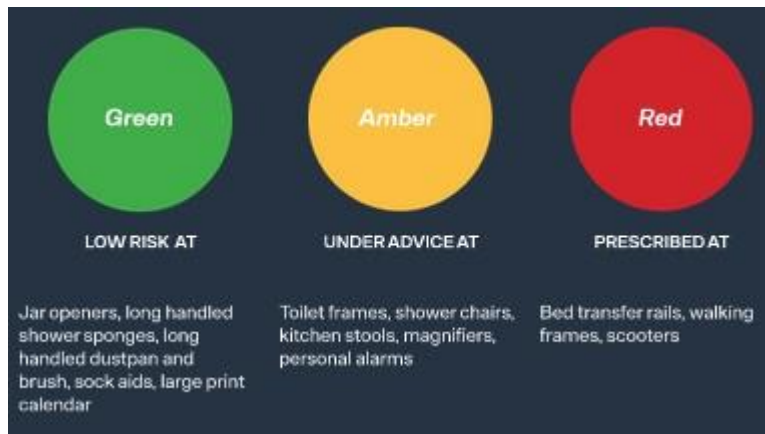 Green
Amber
Red
LOW RISK AT
UNDER ADVICE AT
PRESCRIBED AT
Jar openers, long handled
shower sponges, long
handled dustpan and
brush, sock aids, large print
calendar
Toilet frames, shower chairs,
kitchen stools, magnifiers,
personal alarms
Bed transfer rails, walking
frames, scooters